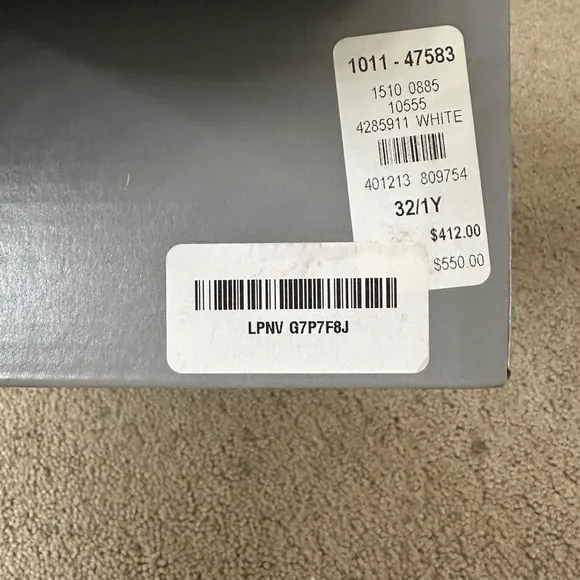 1011 - 47583
1510 0885
10555
4285911 WHITE
401213 809754
32/1Y
$412.00
$550.00
LPNV G7P7F8J